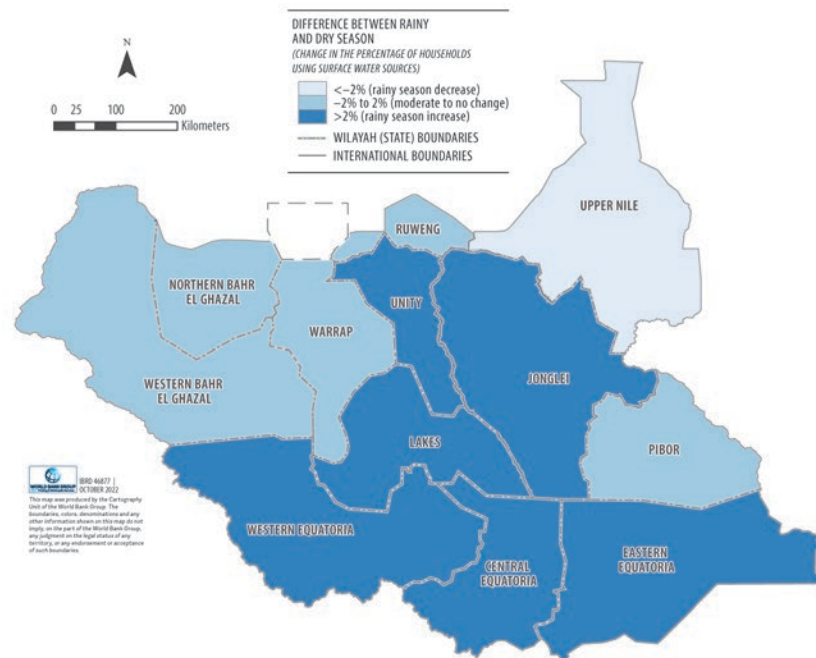 DIFFERENCE BETWEEN RAINY
AND DRY SEASON
(CHANGE IN THE PERCENTAGE OF HOUSEHOLDS
USING SURFACE WATER SOURCES)
<–2% (rainy season decrease)
–2% to 2% (moderate to no change)
>2% (rainy season increase)
WILAYAH (STATE) BOUNDARIES
INTERNATIONAL BOUNDARIES
N
0 25 100 200
Kilometers
UPPER NILE
RUWENG
NORTHERN BAHR
EL GHAZAL
UNITY
WARRAP
WESTERN BAHR
EL GHAZAL
JONGLEI
LAKES
PIBOR
WESTERN EQUATORIA
CENTRAL
EQUATORIA
EASTERN
EQUATORIA
WORLD BANK GROUP
IBRD 46877 |
OCTOBER 2022
This map was produced by the Cartography
Unit of the World Bank Group. The
boundaries, colors, denominations and any
other information shown on this map do not
imply, on the part of the World Bank Group,
any judgment on the legal status of any
territory, or any endorsement or acceptance
of such boundaries.